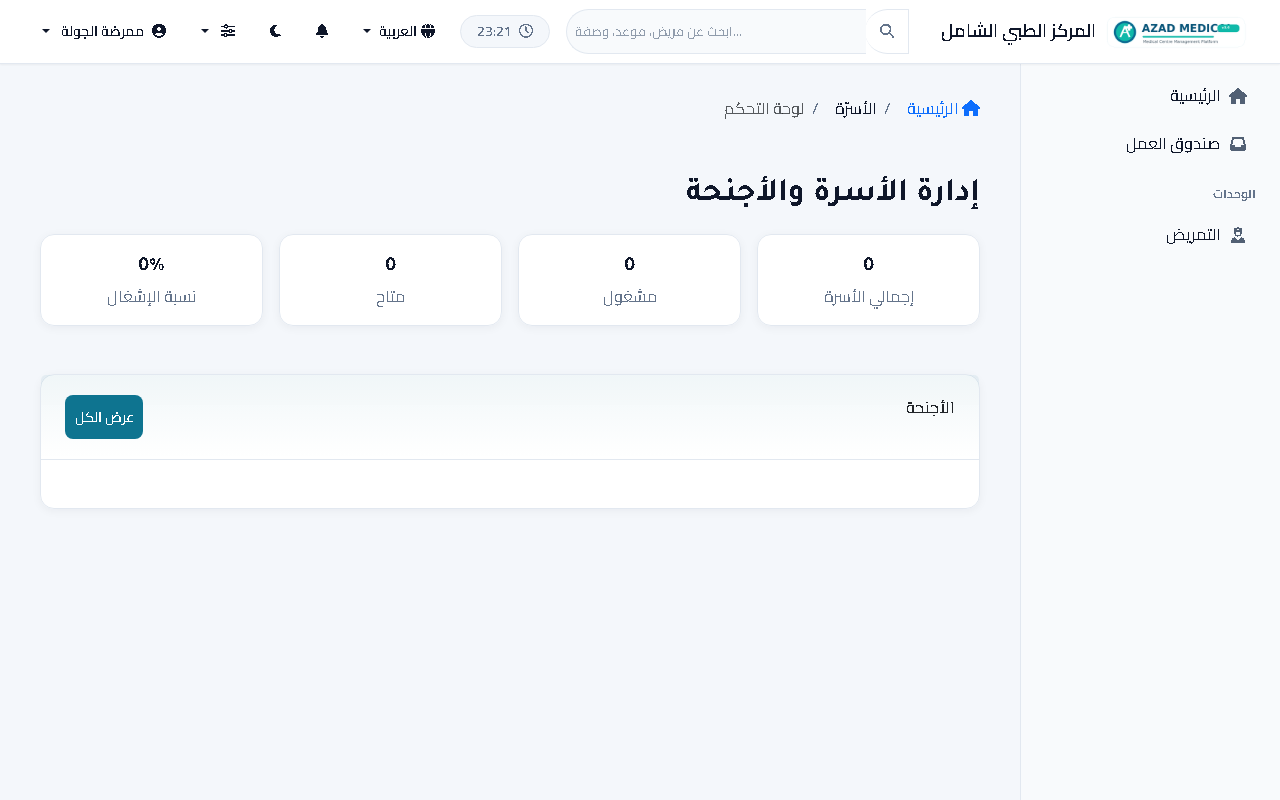 AZAD MEDIC
Medical Centre Management Platform
المركز الطبي الشامل
ابحث عن مريض، موعد، وصفة...
23:21
العربية
ممرضة الجولة
الرئيسية
صندوق العمل
الوحدات
التمريض
الرئيسية / الأسرّة / لوحة التحكم
إدارة الأسرة والأجنحة
0
إجمالي الأسرة
0
مشغول
0
متاح
0%
نسبة الإشغال
الأجنحة
عرض الكل